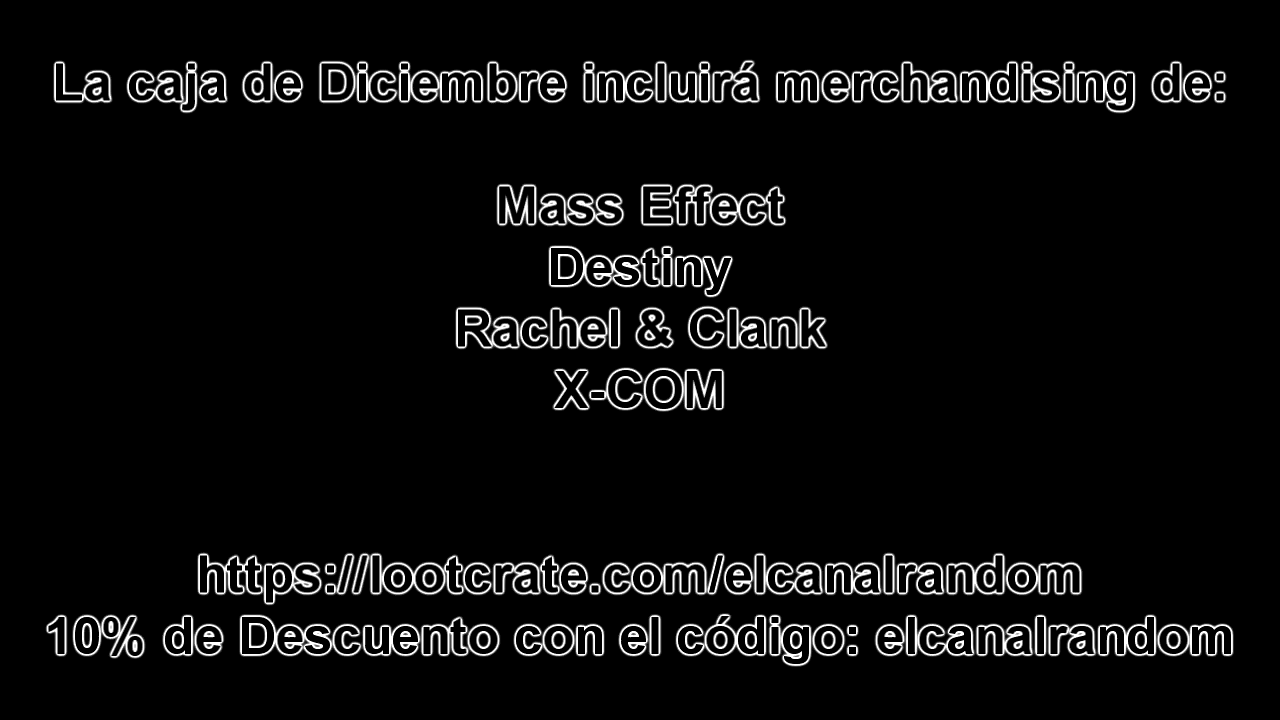 La caja de Diciembre incluirá merchandising de:
Mass Effect
Destiny
Rachel & Clank
X-COM
https://lootcrate.com/elcanalrandom
10% de Descuento con el código: elcanalrandom